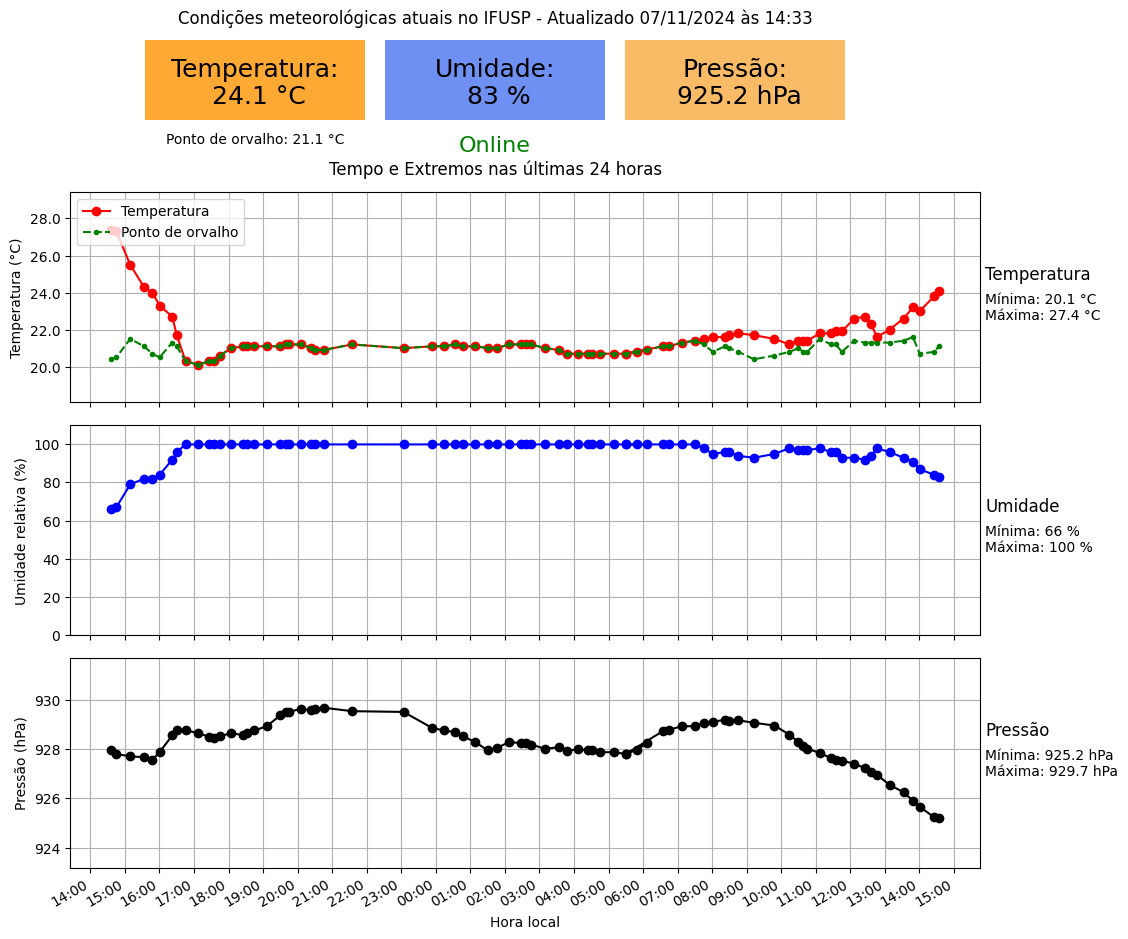 Condições meteorológicas atuais no IFUSP - Atualizado 07/11/2024 às 14:33
Temperatura:
24.1 °C
Umidade:
83 %
Pressão:
925.2 hPa
Ponto de orvalho: 21.1 °C
Online
Tempo e Extremos nas últimas 24 horas
Temperatura
Ponto de orvalho
Temperatura (°C)
28.0
26.0
24.0
22.0
20.0
Temperatura
Mínima: 20.1 °C
Máxima: 27.4 °C
Umidade relativa (%)
100
80
60
40
20
0
Umidade
Mínima: 66 %
Máxima: 100 %
Pressão (hPa)
930
928
926
924
Pressão
Mínima: 925.2 hPa
Máxima: 929.7 hPa
14:00 15:00 16:00 17:00 18:00 19:00 20:00 21:00 22:00 23:00 00:00 01:00 02:00 03:00 04:00 05:00 06:00 07:00 08:00 09:00 10:00 11:00 12:00 13:00 14:00 15:00
Hora local